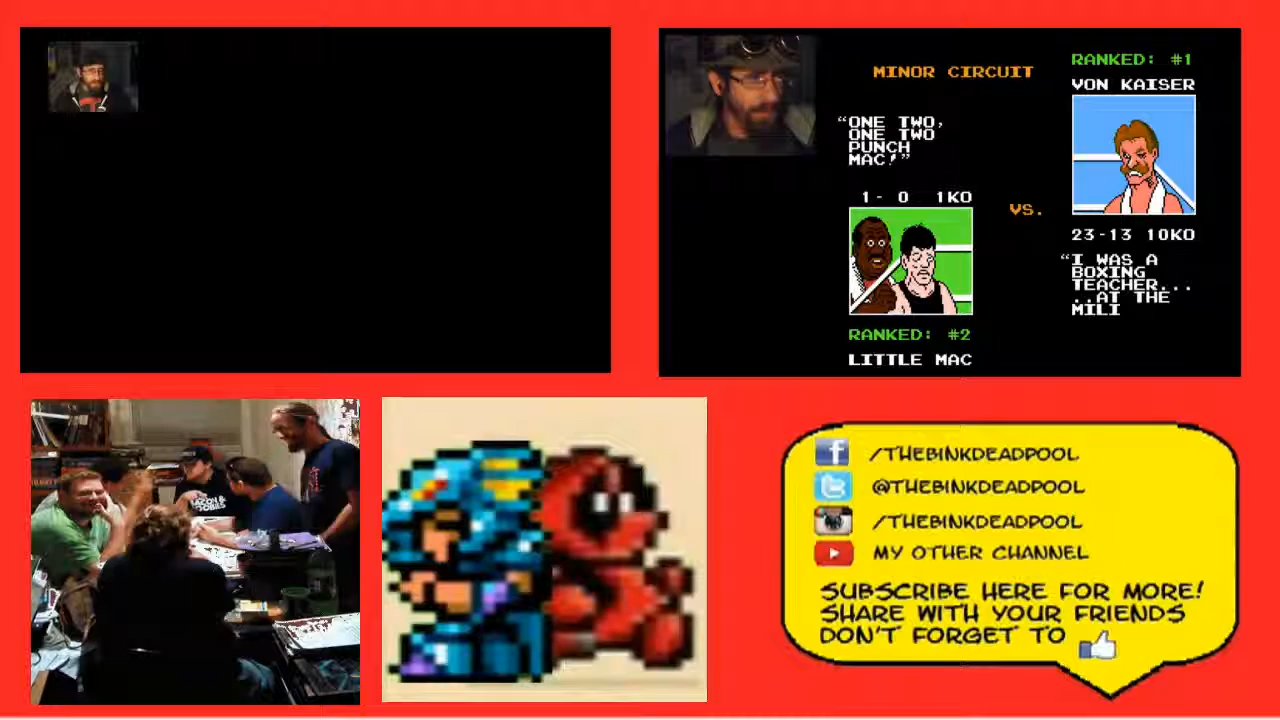 MINOR CIRCUIT
RANKED: #1
VON KAISER
"ONE TWO,
ONE TWO
PUNCH
MAC!"
1- 0 1KO
VS.
23-13 10KO
"I WAS A
BOXING
TEACHER...
..AT THE
MILI
RANKED: #2
LITTLE MAC
/THEBINKDEADPOOL
@THEBINKDEADPOOL
/THEBINKDEADPOOL
MY OTHER CHANNEL
SUBSCRIBE HERE FOR MORE!
SHARE WITH YOUR FRIENDS
DON'T FORGET TO